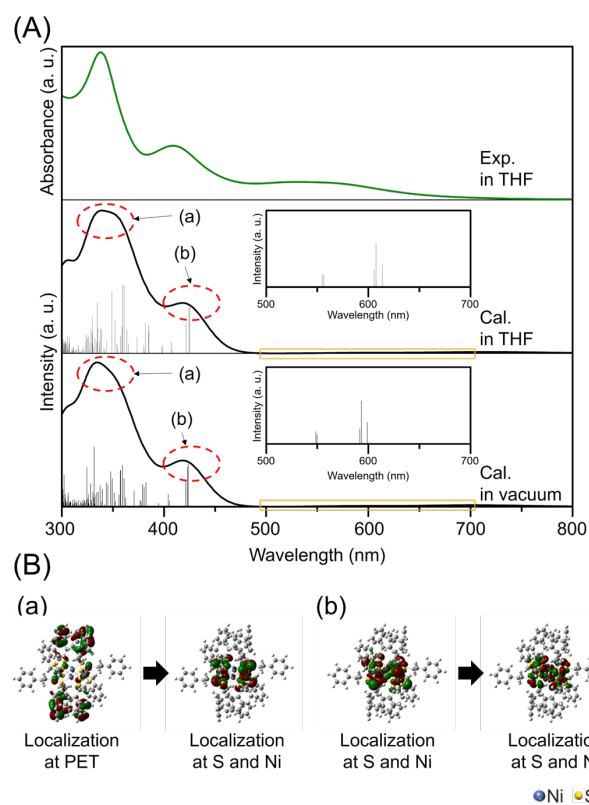 (A)
Absorbance (a. u.)
Exp.
in THF
(a)
(b)
Intensity (a. u.)
500 600 700
Wavelength (nm)
Cal.
in THF
Intensity (a. u.)
(a)
(b)
Intensity (a. u.)
500 600 700
Wavelength (nm)
Cal.
in vacuum
300 400 500 600 700 800
Wavelength (nm)
(B)
(a) (b)
Localization Localization Localization Localization
at PET at S and Ni at S and Ni at S and N
Ni S